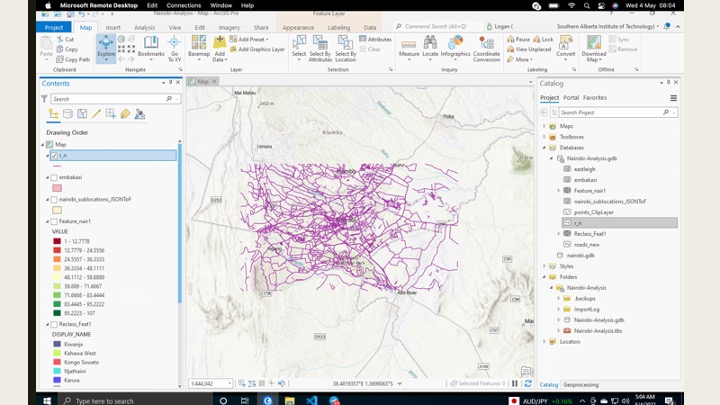 Microsoft Remote Desktop Edit Connections Window Help
Wed 4 May 08:04
Nairobi-Analysis - Map - ArcGIS Pro
Feature Layer
Command Search (Alt+Q)
Logan (
Southern Alberta Institute of Technology)
Project Map Insert Analysis View Edit Imagery Share Appearance Labeling Data
Paste
Cut
Copy
Copy Path
Explore
Bookmarks
Go To XY
Basemap
Add Data
Add Preset
Add Graphics Layer
Select
Select By Attributes
Select By Location
Attributes
Clear
Measure
Locate
Infographics
Coordinate Conversion
Pause
Lock
View Unplaced
More
Convert
Download Map
Sync
Remove
Clipboard Navigate Layer Selection Inquiry Labeling Offline
Contents
Search
Drawing Order
Map
r_n
embakasi
nairobi_sublocations_JSONToF
Feature_nair1
VALUE
1 - 12.7778
12.7779 - 24.5556
24.5557 - 36.3333
36.3334 - 48.1111
48.1112 - 59.8889
59.889 - 71.6667
71.6668 - 83.4444
83.4445 - 95.2222
95.2223 - 107
Reclass_Feat1
DISPLAY_NAME
Kiwanja
Kahawa West
Kongo Soweto
Njathaini
Kasura
Map
Mai Mahiu
2432 m
Kiambu
Thika
Limuru
Athi River
1:444,042
36.4819357°E 1.3699063°S
Selected Features: 0
Catalog
Project Portal Favorites
Search Project
Maps
Toolboxes
Databases
Nairobi-Analysis.gdb
eastleigh
embakasi
Feature_nair1
nairobi_sublocations_JSONToF
points_ClipLayer
r_n
Reclass_Feat1
roads_new
nairobi.gdb
Styles
Folders
Nairobi-Analysis
.backups
ImportLog
Nairobi-Analysis.gdb
Nairobi-Analysis.tbx
Locators
Catalog Geoprocessing
Type here to search
AUD/JPY +0.16%
5:04 AM